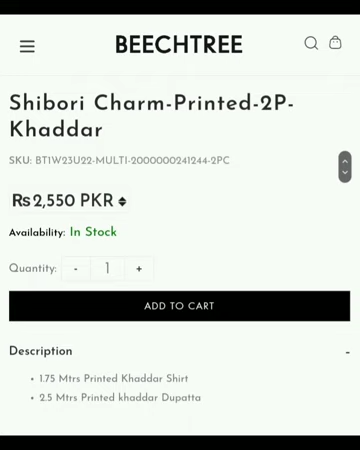 BEECHTREE
Shibori Charm-Printed-2P-
Khaddar
SKU: BT1W23U22-MULTI-2000000241244-2PC
Rs 2,550 PKR
Availability: In Stock
Quantity: - 1 +
ADD TO CART
Description -
• 1.75 Mtrs Printed Khaddar Shirt
• 2.5 Mtrs Printed khaddar Dupatta